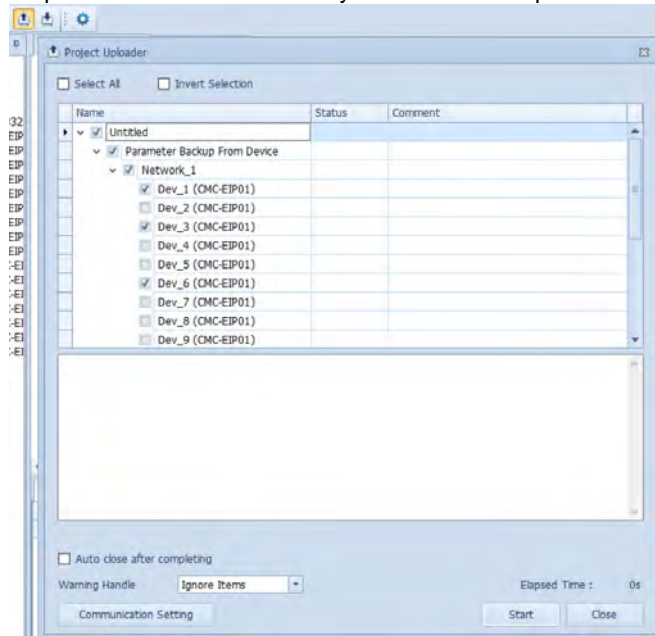 Project Uploader
Select All Invert Selection
Name Status Comment
Untitled
Parameter Backup From Device
Network_1
Dev_1 (CMC-EIP01)
Dev_2 (CMC-EIP01)
Dev_3 (CMC-EIP01)
Dev_4 (CMC-EIP01)
Dev_5 (CMC-EIP01)
Dev_6 (CMC-EIP01)
Dev_7 (CMC-EIP01)
Dev_8 (CMC-EIP01)
Dev_9 (CMC-EIP01)
Auto close after completing
Warning Handle Ignore Items Elapsed Time : 0s
Communication Setting Start Close